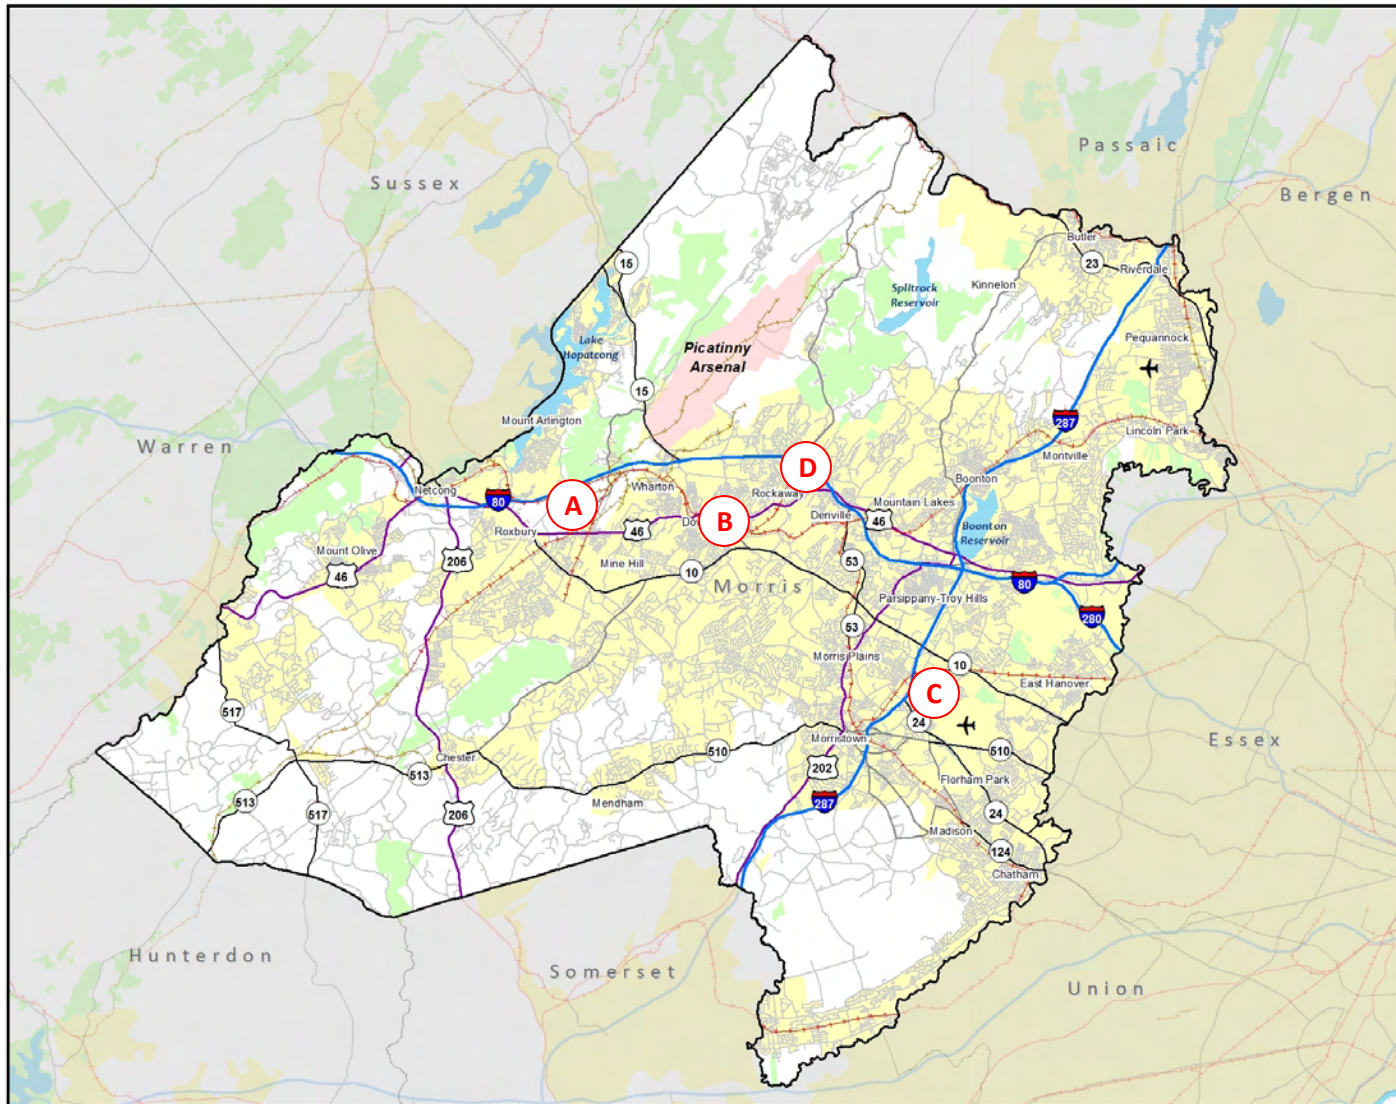 Passaic
Bergen
Sussex
Butler
23
Riverdale
15
Kinnelon
Splitrock
Reservoir
Lake
Hopatcong
Pequannock
Picatinny
Arsenal
15
Mount Arlington
287
Lincoln Park
Warren
Montville
D
Boonton
Netcong
80
A
Wharton
Rockaway
Mountain Lakes
B
Do
Denville
46
Boonton
Reservoir
Roxbury
46
Mount Olive
206
Mine Hill
53
46
10
Morris
80
Parsippany-Troy Hills
280
53
Morris Plains
10
East Hanover
C
517
24
Morristown
510
510
Essex
Chester
513
202
Florham Park
513
517
206
Mendham
287
24
Madison
124
Chatham
Hunterdon
Somerset
Union